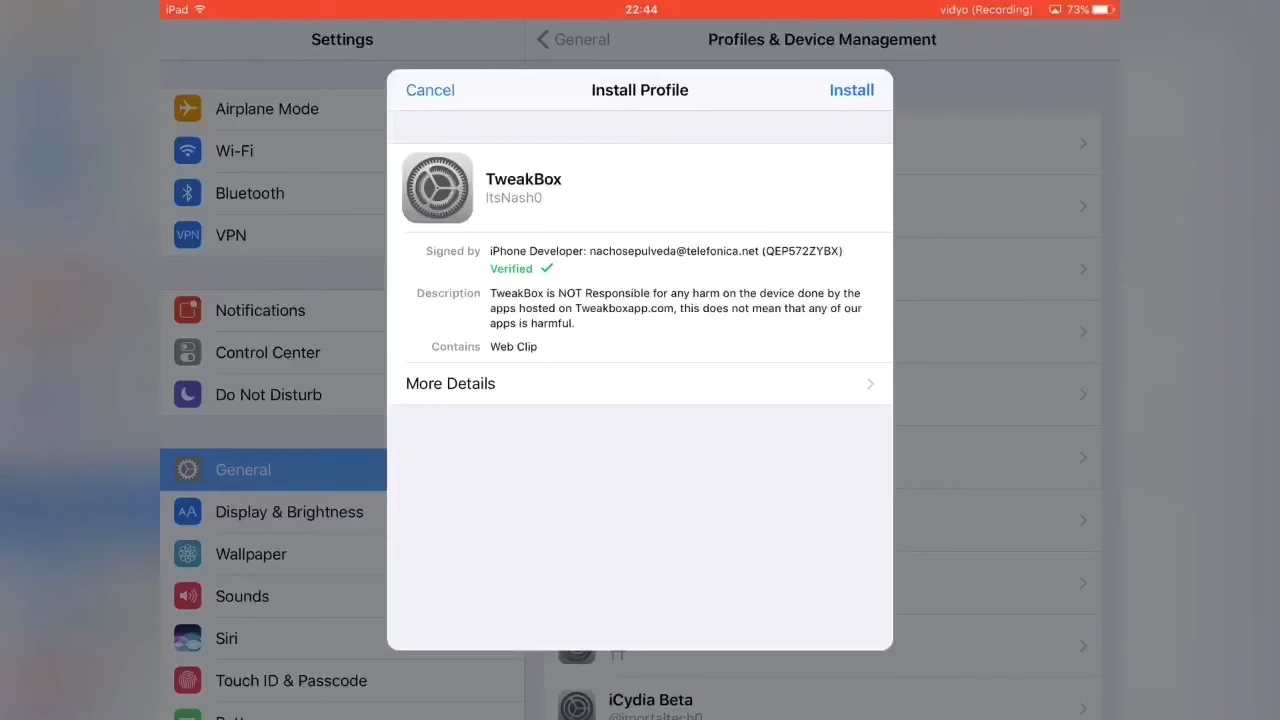 iPad 22:44 vidyo (Recording) 73%
Settings
General
Profiles & Device Management
Cancel
Install Profile
Install
Airplane Mode
Wi-Fi
Bluetooth
VPN VPN
Notifications
Control Center
Do Not Disturb
General
AA Display & Brightness
Wallpaper
Sounds
Siri
Touch ID & Passcode
TweakBox
ItsNash0
Signed by iPhone Developer: nachosepulveda@telefonica.net (QEP572ZYBX)
Verified
Description TweakBox is NOT Responsible for any harm on the device done by the
apps hosted on Tweakboxapp.com, this does not mean that any of our
apps is harmful.
Contains Web Clip
More Details
iCydia Beta
@imortaltech0